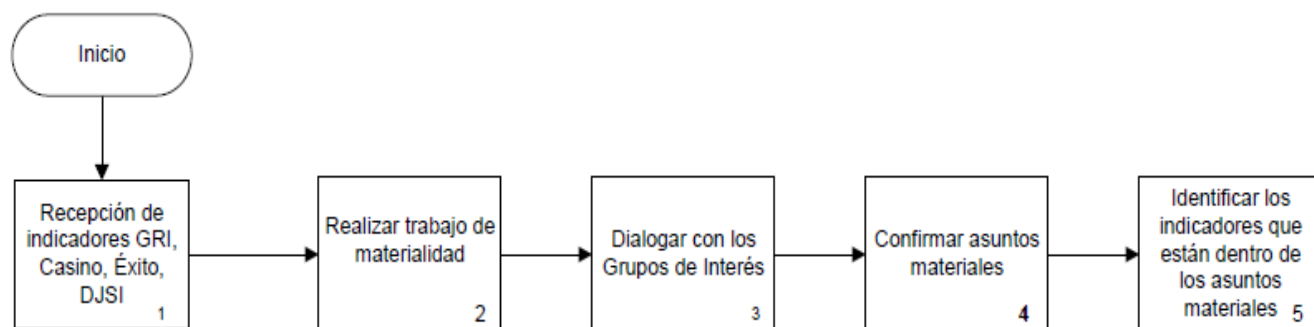 Inicio
Recepción de
indicadores GRI,
Casino, Éxito,
DJSI
1
Realizar trabajo de
materialidad
2
Dialogar con los
Grupos de Interés
3
Confirmar asuntos
materiales
4
Identificar los
indicadores que
están dentro de
los asuntos
materiales 5